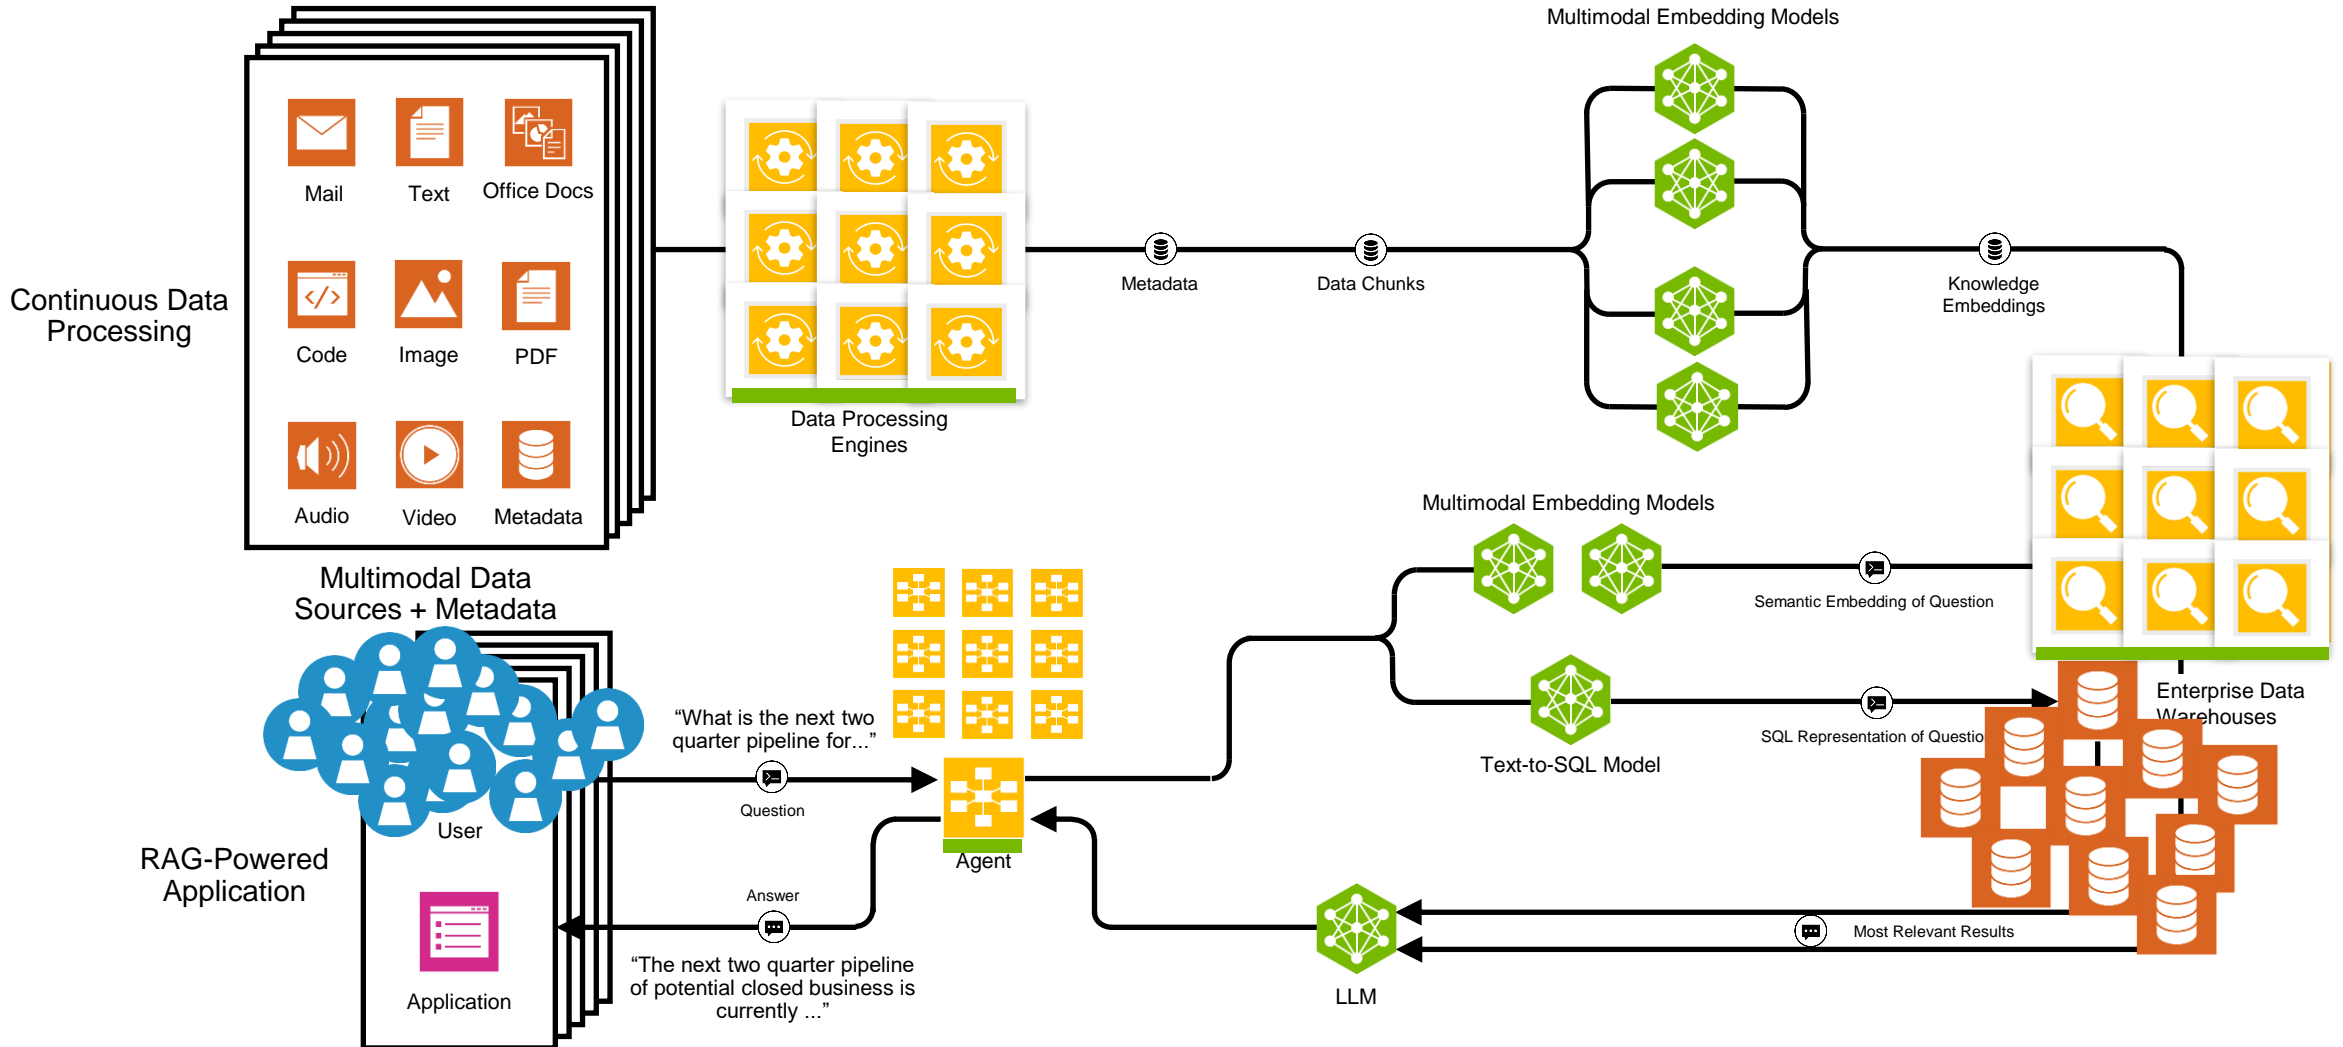 Multimodal Embedding Models
Mail
Text
Office Docs
Continuous Data
Processing
Code
Image
PDF
Audio
Video
Metadata
Multimodal Data
Sources + Metadata
Data Processing
Engines
Metadata
Data Chunks
Knowledge
Embeddings
Multimodal Embedding Models
Semantic Embedding of Question
Enterprise Data
Warehouses
SQL Representation of Questio
Text-to-SQL Model
“What is the next two
quarter pipeline for...”
Question
User
RAG-Powered
Application
Agent
Answer
Application
“The next two quarter pipeline
of potential closed business is
currently ...”
LLM
Most Relevant Results